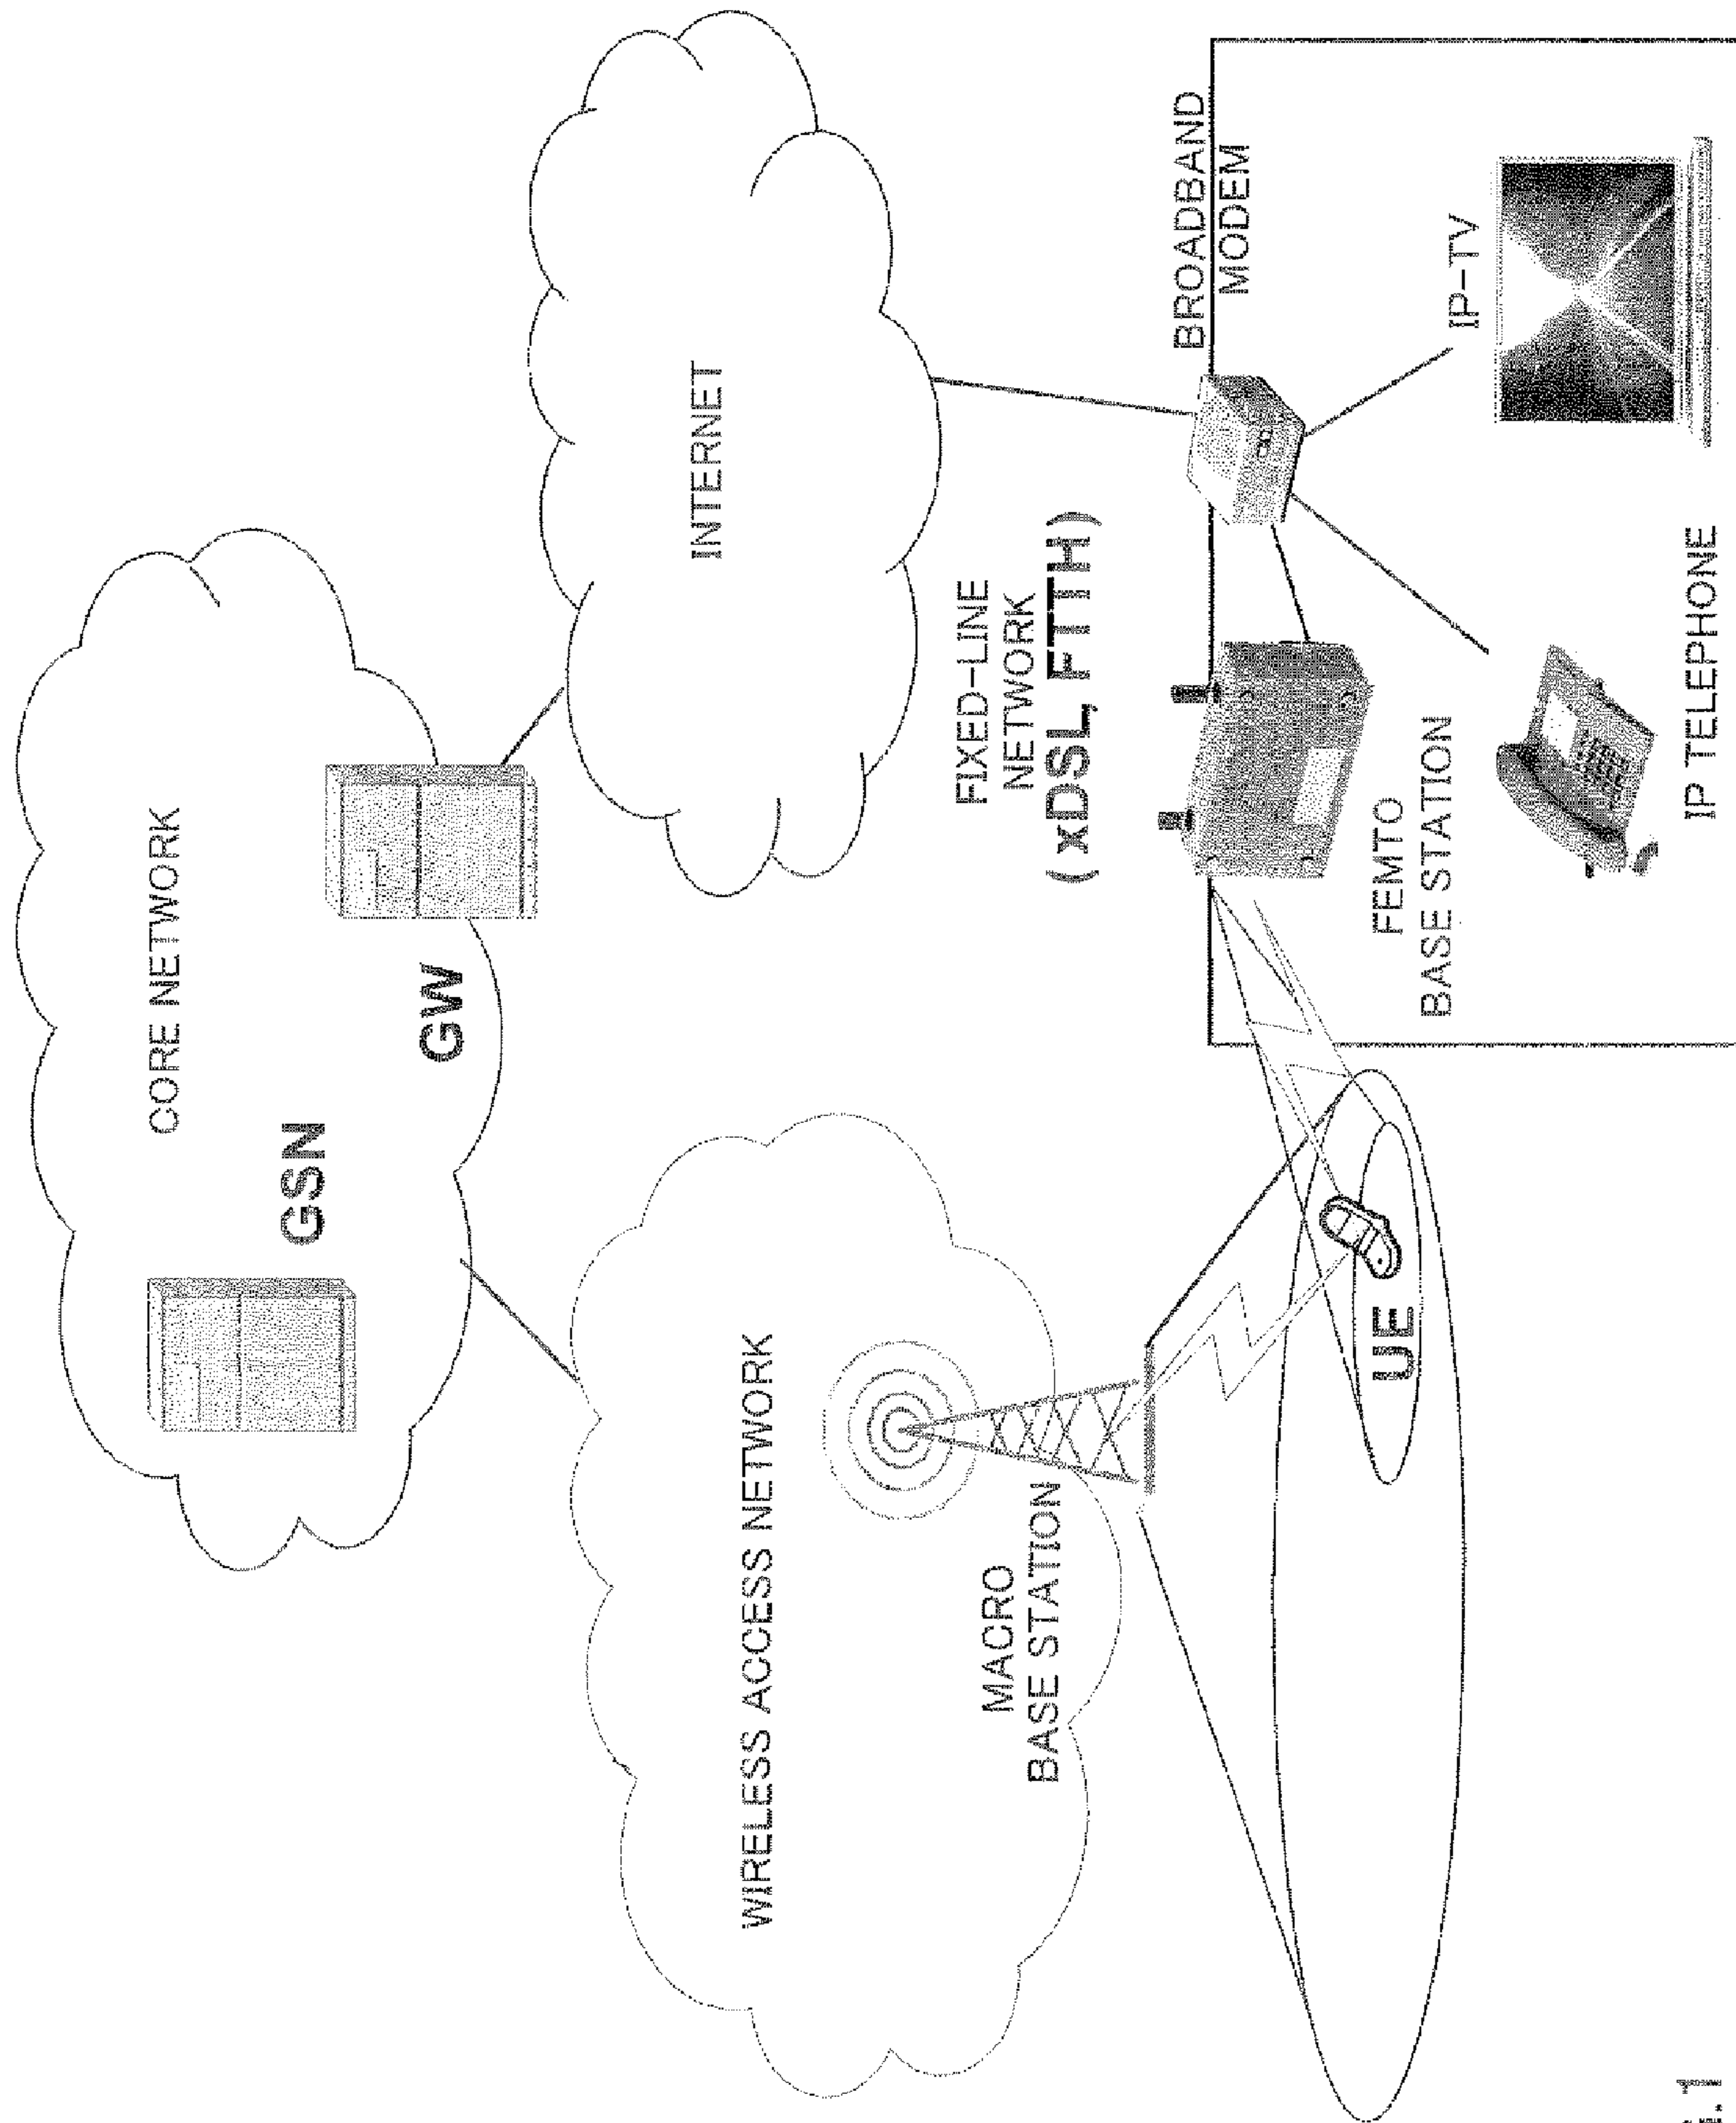 CORE NETWORK
GSN
GW
WIRELESS ACCESS NETWORK
INTERNET
MACRO
BASE STATION
FIXED-LINE
NETWORK
( xDSL, FTTH)
BROADBAND
MODEM
UE
FEMTO
BASE STATION
IP-TV
IP TELEPHONE